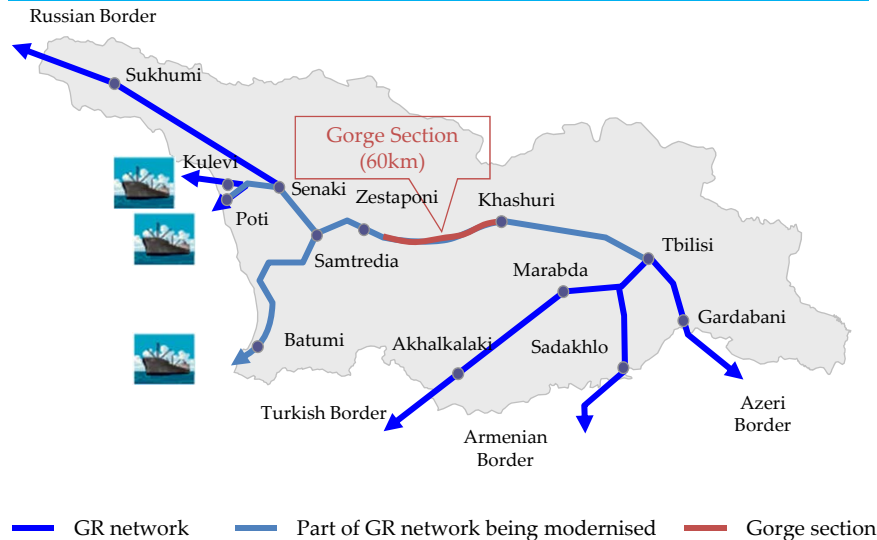 Russian Border
Sukhumi
Gorge Section
(60km)
Kulevi
Senaki
Zestaponi
Khashuri
Poti
Samtredia
Tbilisi
Marabda
Gardabani
Batumi
Akhalkalaki
Sadakhlo
Turkish Border
Azeri
Border
Armenian
Border
GR network
Part of GR network being modernised
Gorge section